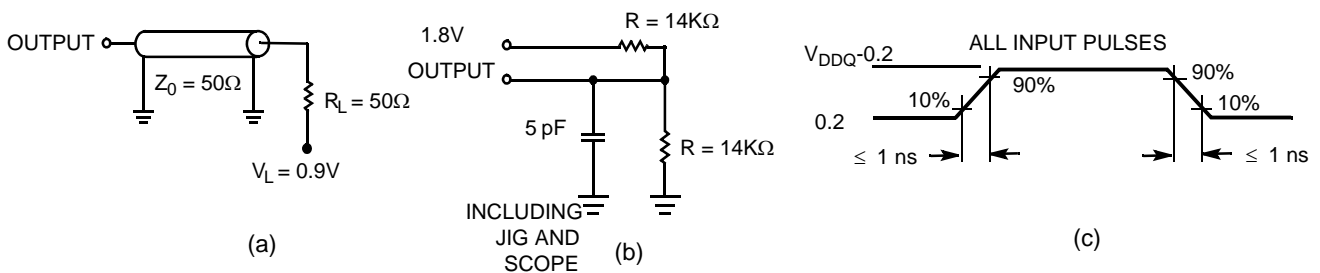 OUTPUT
Z0 = 50Ω
RL = 50Ω
VL = 0.9V
(a)
R = 14KΩ
1.8V
OUTPUT
5 pF
R = 14KΩ
INCLUDING
JIG AND
SCOPE
(b)
ALL INPUT PULSES
VDDQ-0.2
90%
10%
90%
10%
0.2
≤ 1 ns
≤ 1 ns
(c)